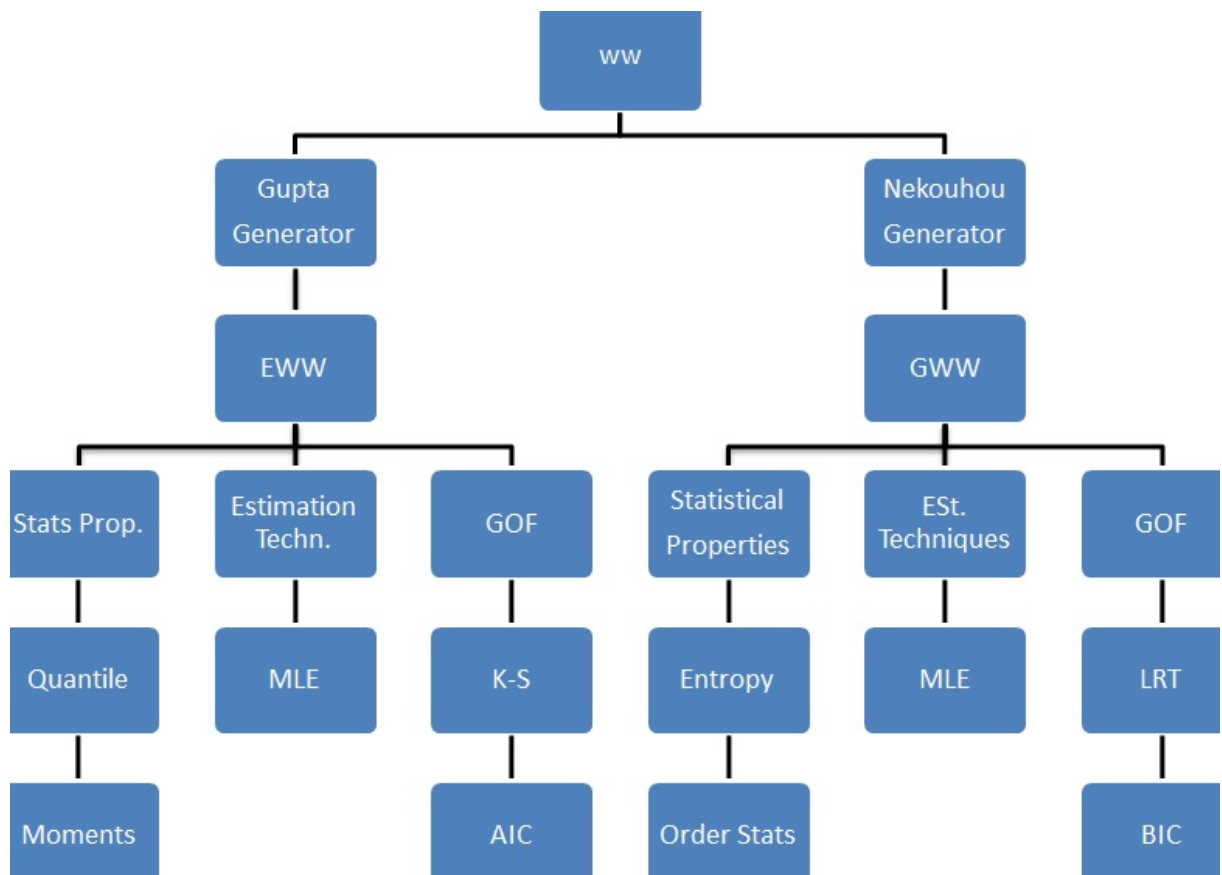 ww
Gupta
Generator
Nekouhou
Generator
EWW
GWW
Stats Prop.
Estimation
Techn.
GOF
Statistical
Properties
ESt.
Techniques
GOF
Quantile
MLE
K-S
Entropy
MLE
LRT
Moments
AIC
Order Stats
BIC